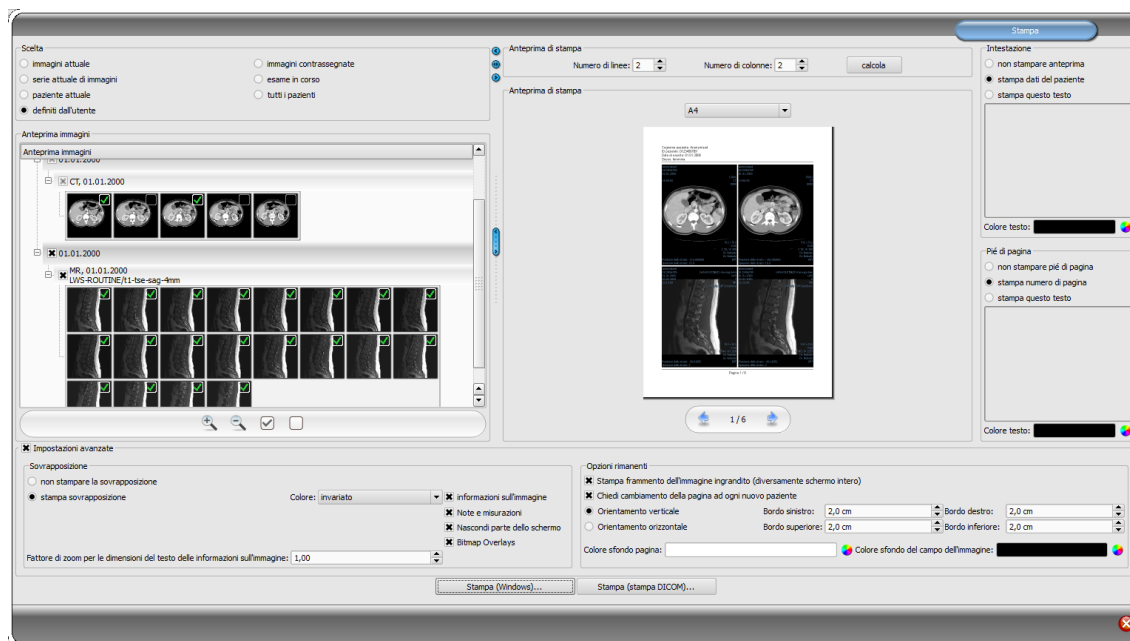 Stampa
Scelta
immagini attuale
immagini contrassegnate
serie attuale di immagini
esame in corso
paziente attuale
tutti i pazienti
definiti dall'utente
Anteprima immagini
Anteprima immagini
01.01.2000
CT, 01.01.2000
01.01.2000
MR, 01.01.2000
LWS-ROUTINE/t1-tse-sag-4mm
Anteprima di stampa
Numero di linee: 2
Numero di colonne: 2
calcola
Anteprima di stampa
A4
Pagina 1 / 6
1/6
Intestazione
non stampare anteprima
stampa dati del paziente
stampa questo testo
Colore testo:
Pié di pagina
non stampare pié di pagina
stampa numero di pagina
stampa questo testo
Colore testo:
Impostazioni avanzate
Sovrapposizione
non stampare la sovrapposizione
stampa sovrapposizione
Colore: invariato
informazioni sull'immagine
Note e misurazioni
Nascondi parte dello schermo
Bitmap Overlays
Fattore di zoom per le dimensioni del testo delle informazioni sull'immagine: 1,00
Opzioni rimanenti
Stampa frammento dell'immagine ingrandito (diversamente schermo intero)
Chiedi cambiamento della pagina ad ogni nuovo paziente
Orientamento verticale
Bordo sinistro: 2,0 cm
Bordo destro: 2,0 cm
Orientamento orizzontale
Bordo superiore: 2,0 cm
Bordo inferiore: 2,0 cm
Colore sfondo pagina:
Colore sfondo del campo dell'immagine:
Stampa (Windows)...
Stampa (stampa DICOM)...